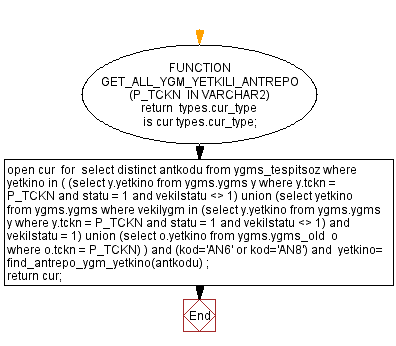 FUNCTION
GET_ALL_YGM_YETKILI_ANTREPO
(P_TCKN IN VARCHAR2)
return types.cur_type
is cur types.cur_type;
open cur for select distinct antkodu from ygms_tespitsoz where
yetkino in ( (select y.yetkino from ygms.ygms y where y.tckn =
P_TCKN and statu = 1 and vekilstatu <> 1) union (select yetkino
from ygms.ygms where vekilygm in (select y.yetkino from ygms.ygms
y where y.tckn = P_TCKN and statu = 1 and vekilstatu <> 1) and
vekilstatu = 1) union (select o.yetkino from ygms.ygms_old o
where o.tckn = P_TCKN) ) and (kod='AN6' or kod='AN8') and yetkino=
find_antrepo_ygm_yetkino(antkodu) ;
return cur;
End